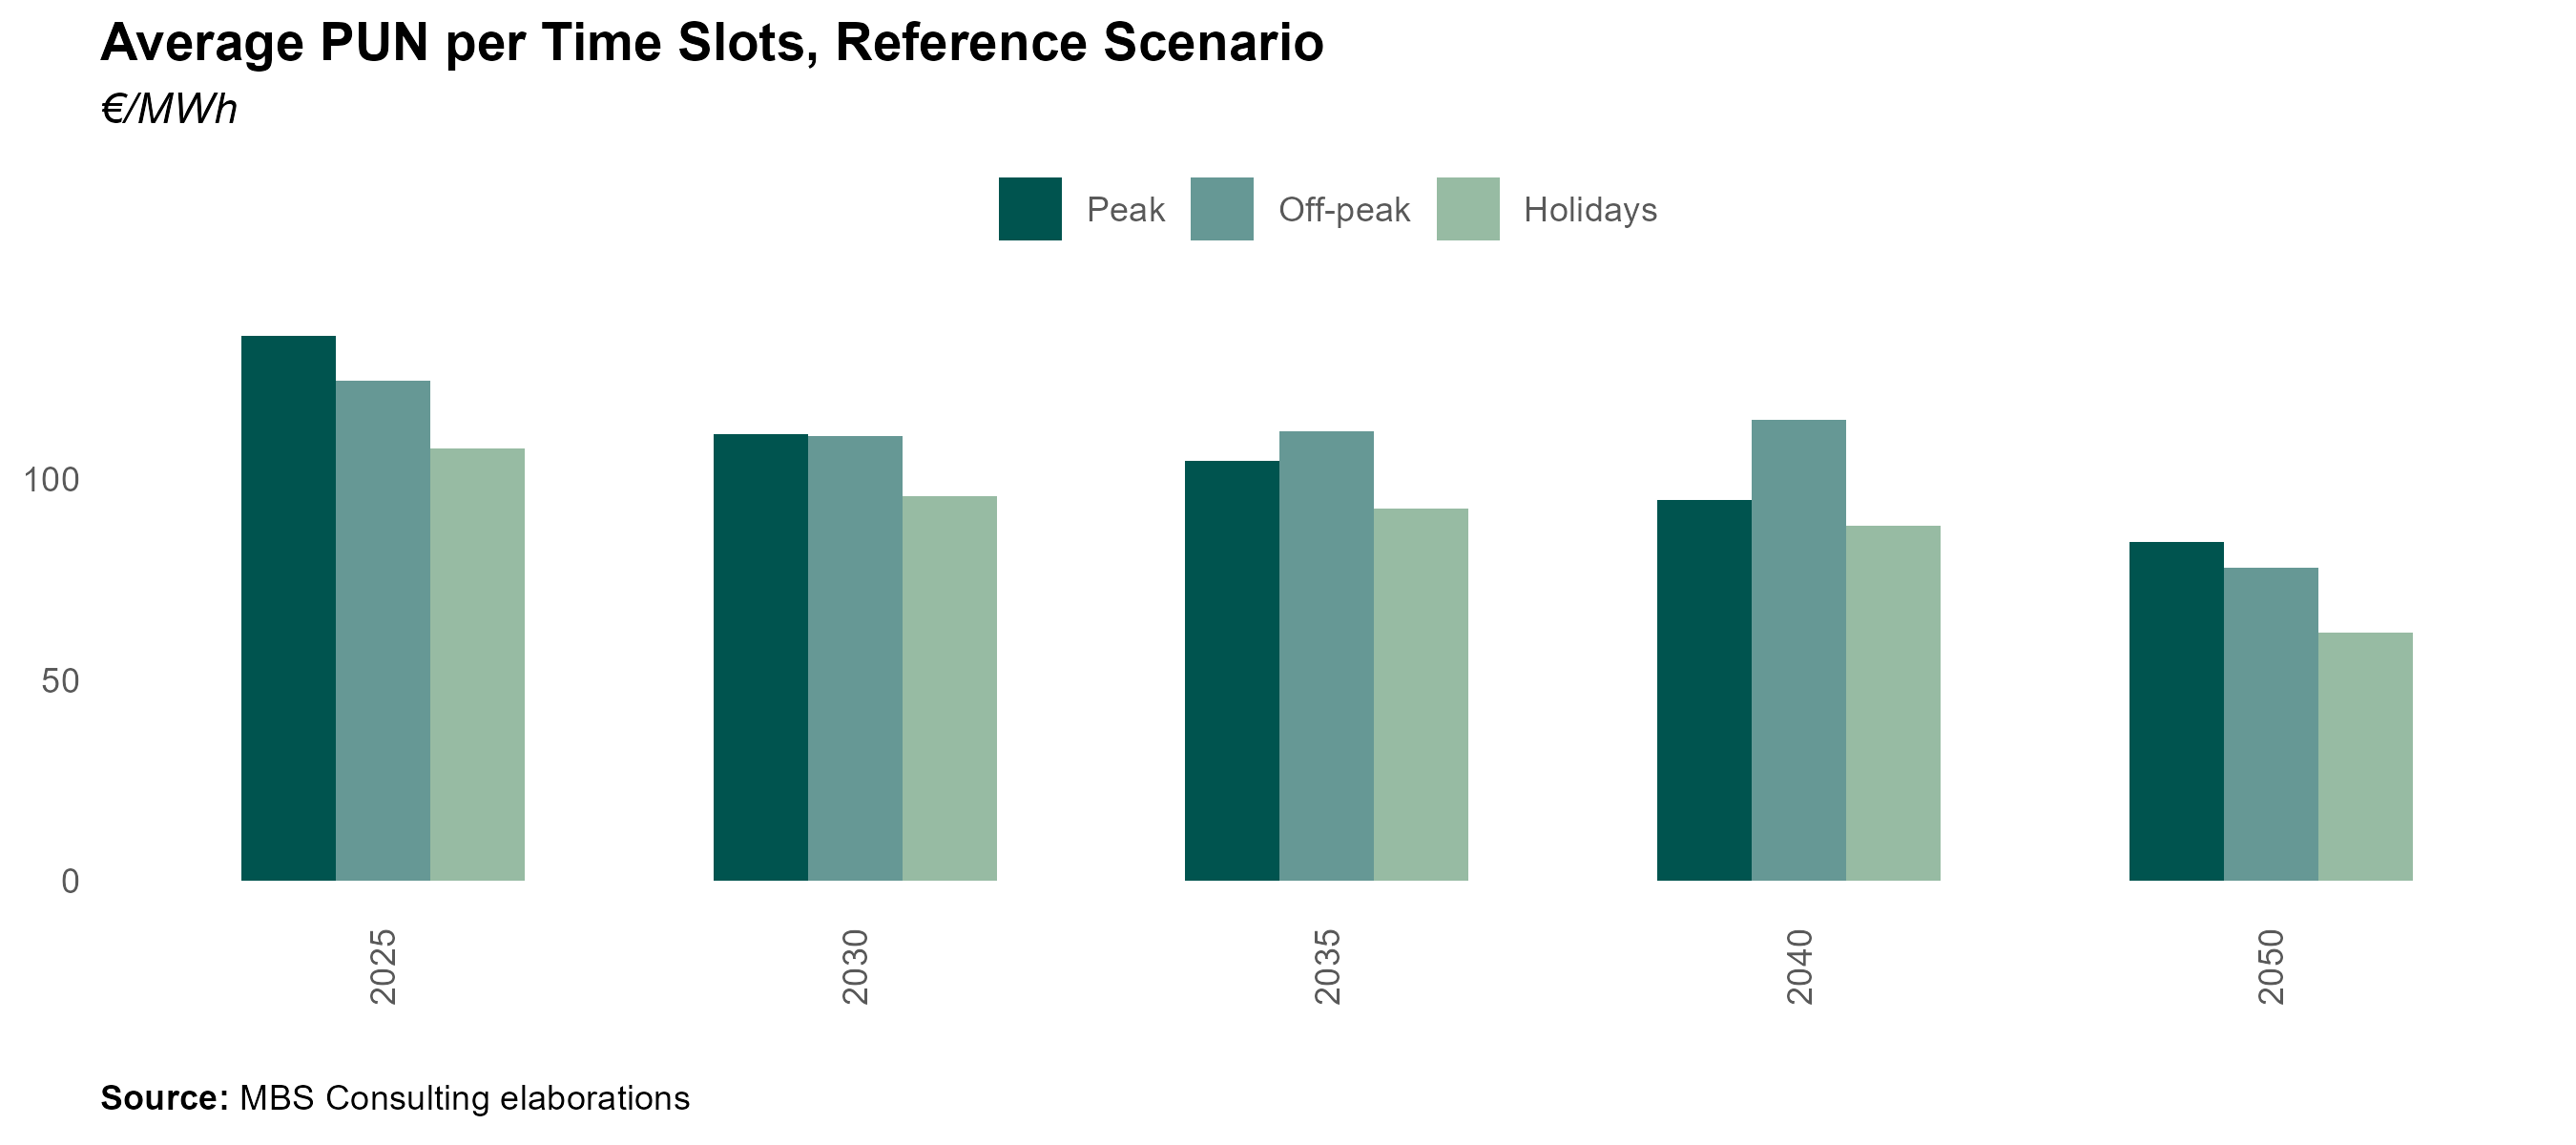 Average PUN per Time Slots, Reference Scenario
€/MWh
Peak Off-peak Holidays
100
50
0
2025 2030 2035 2040 2050
Source: MBS Consulting elaborations